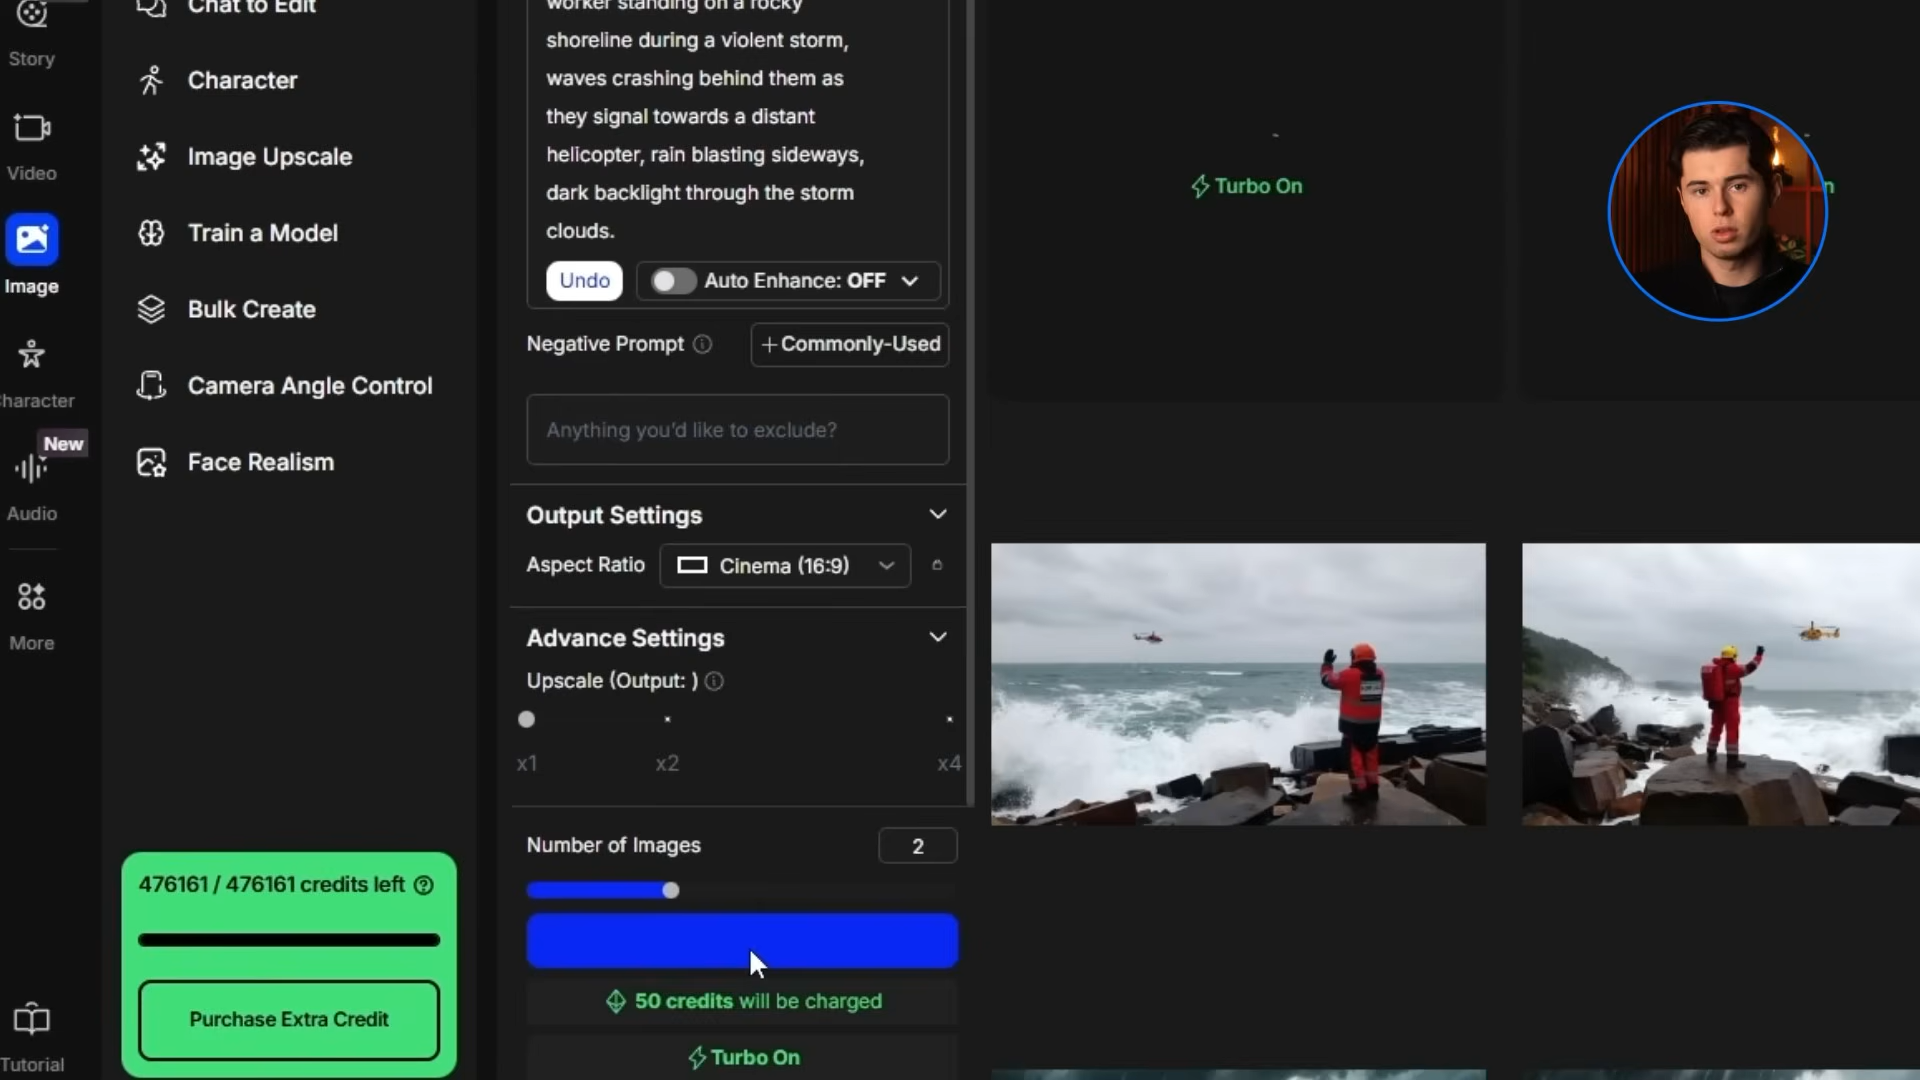 Story
Video
Image
haracter
New
Audio
More
Tutorial
Chat to Edit
Character
Image Upscale
Train a Model
Bulk Create
Camera Angle Control
Face Realism
476161 / 476161 credits left
Purchase Extra Credit
worker standing on a rocky
shoreline during a violent storm,
waves crashing behind them as
they signal towards a distant
helicopter, rain blasting sideways,
dark backlight through the storm
clouds.
Undo
Auto Enhance: OFF
Negative Prompt
+ Commonly-Used
Anything you'd like to exclude?
Output Settings
Aspect Ratio
Cinema (16:9)
Advance Settings
Upscale (Output: )
x1 x2 x4
Number of Images
2
50 credits will be charged
Turbo On
Turbo On
n